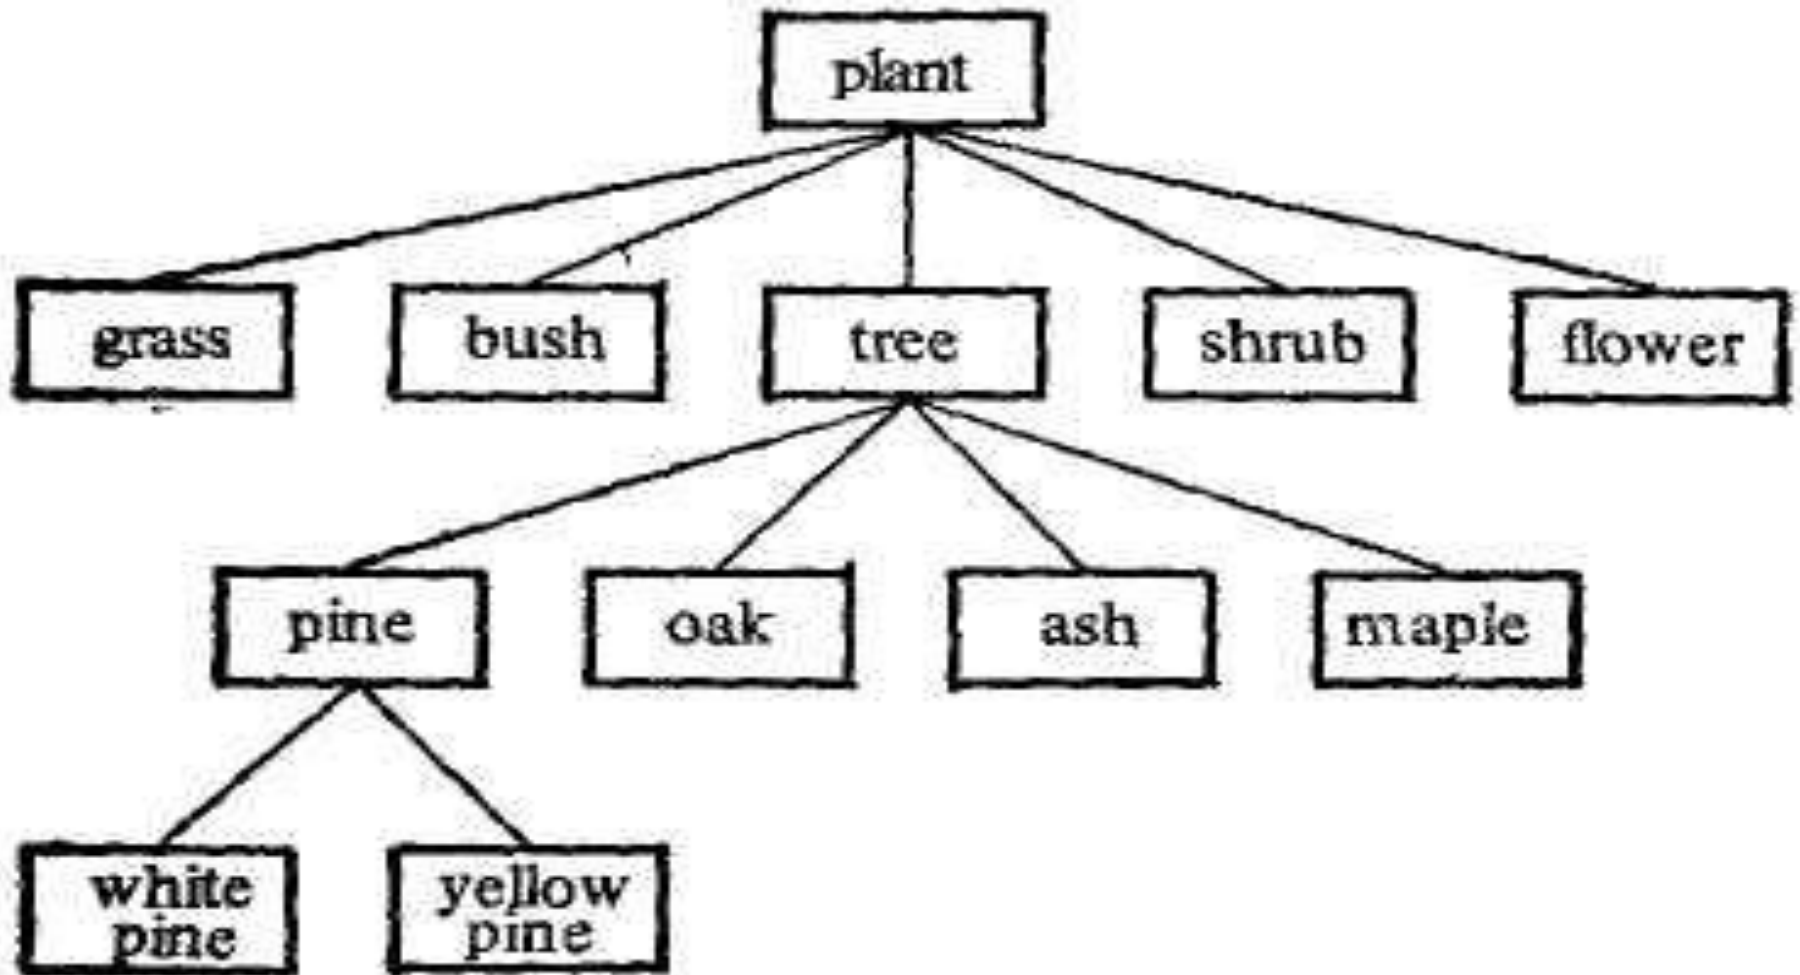 plant
grass
bush
tree
shrub
flower
pine
oak
ash
maple
white
pine
yellow
pine